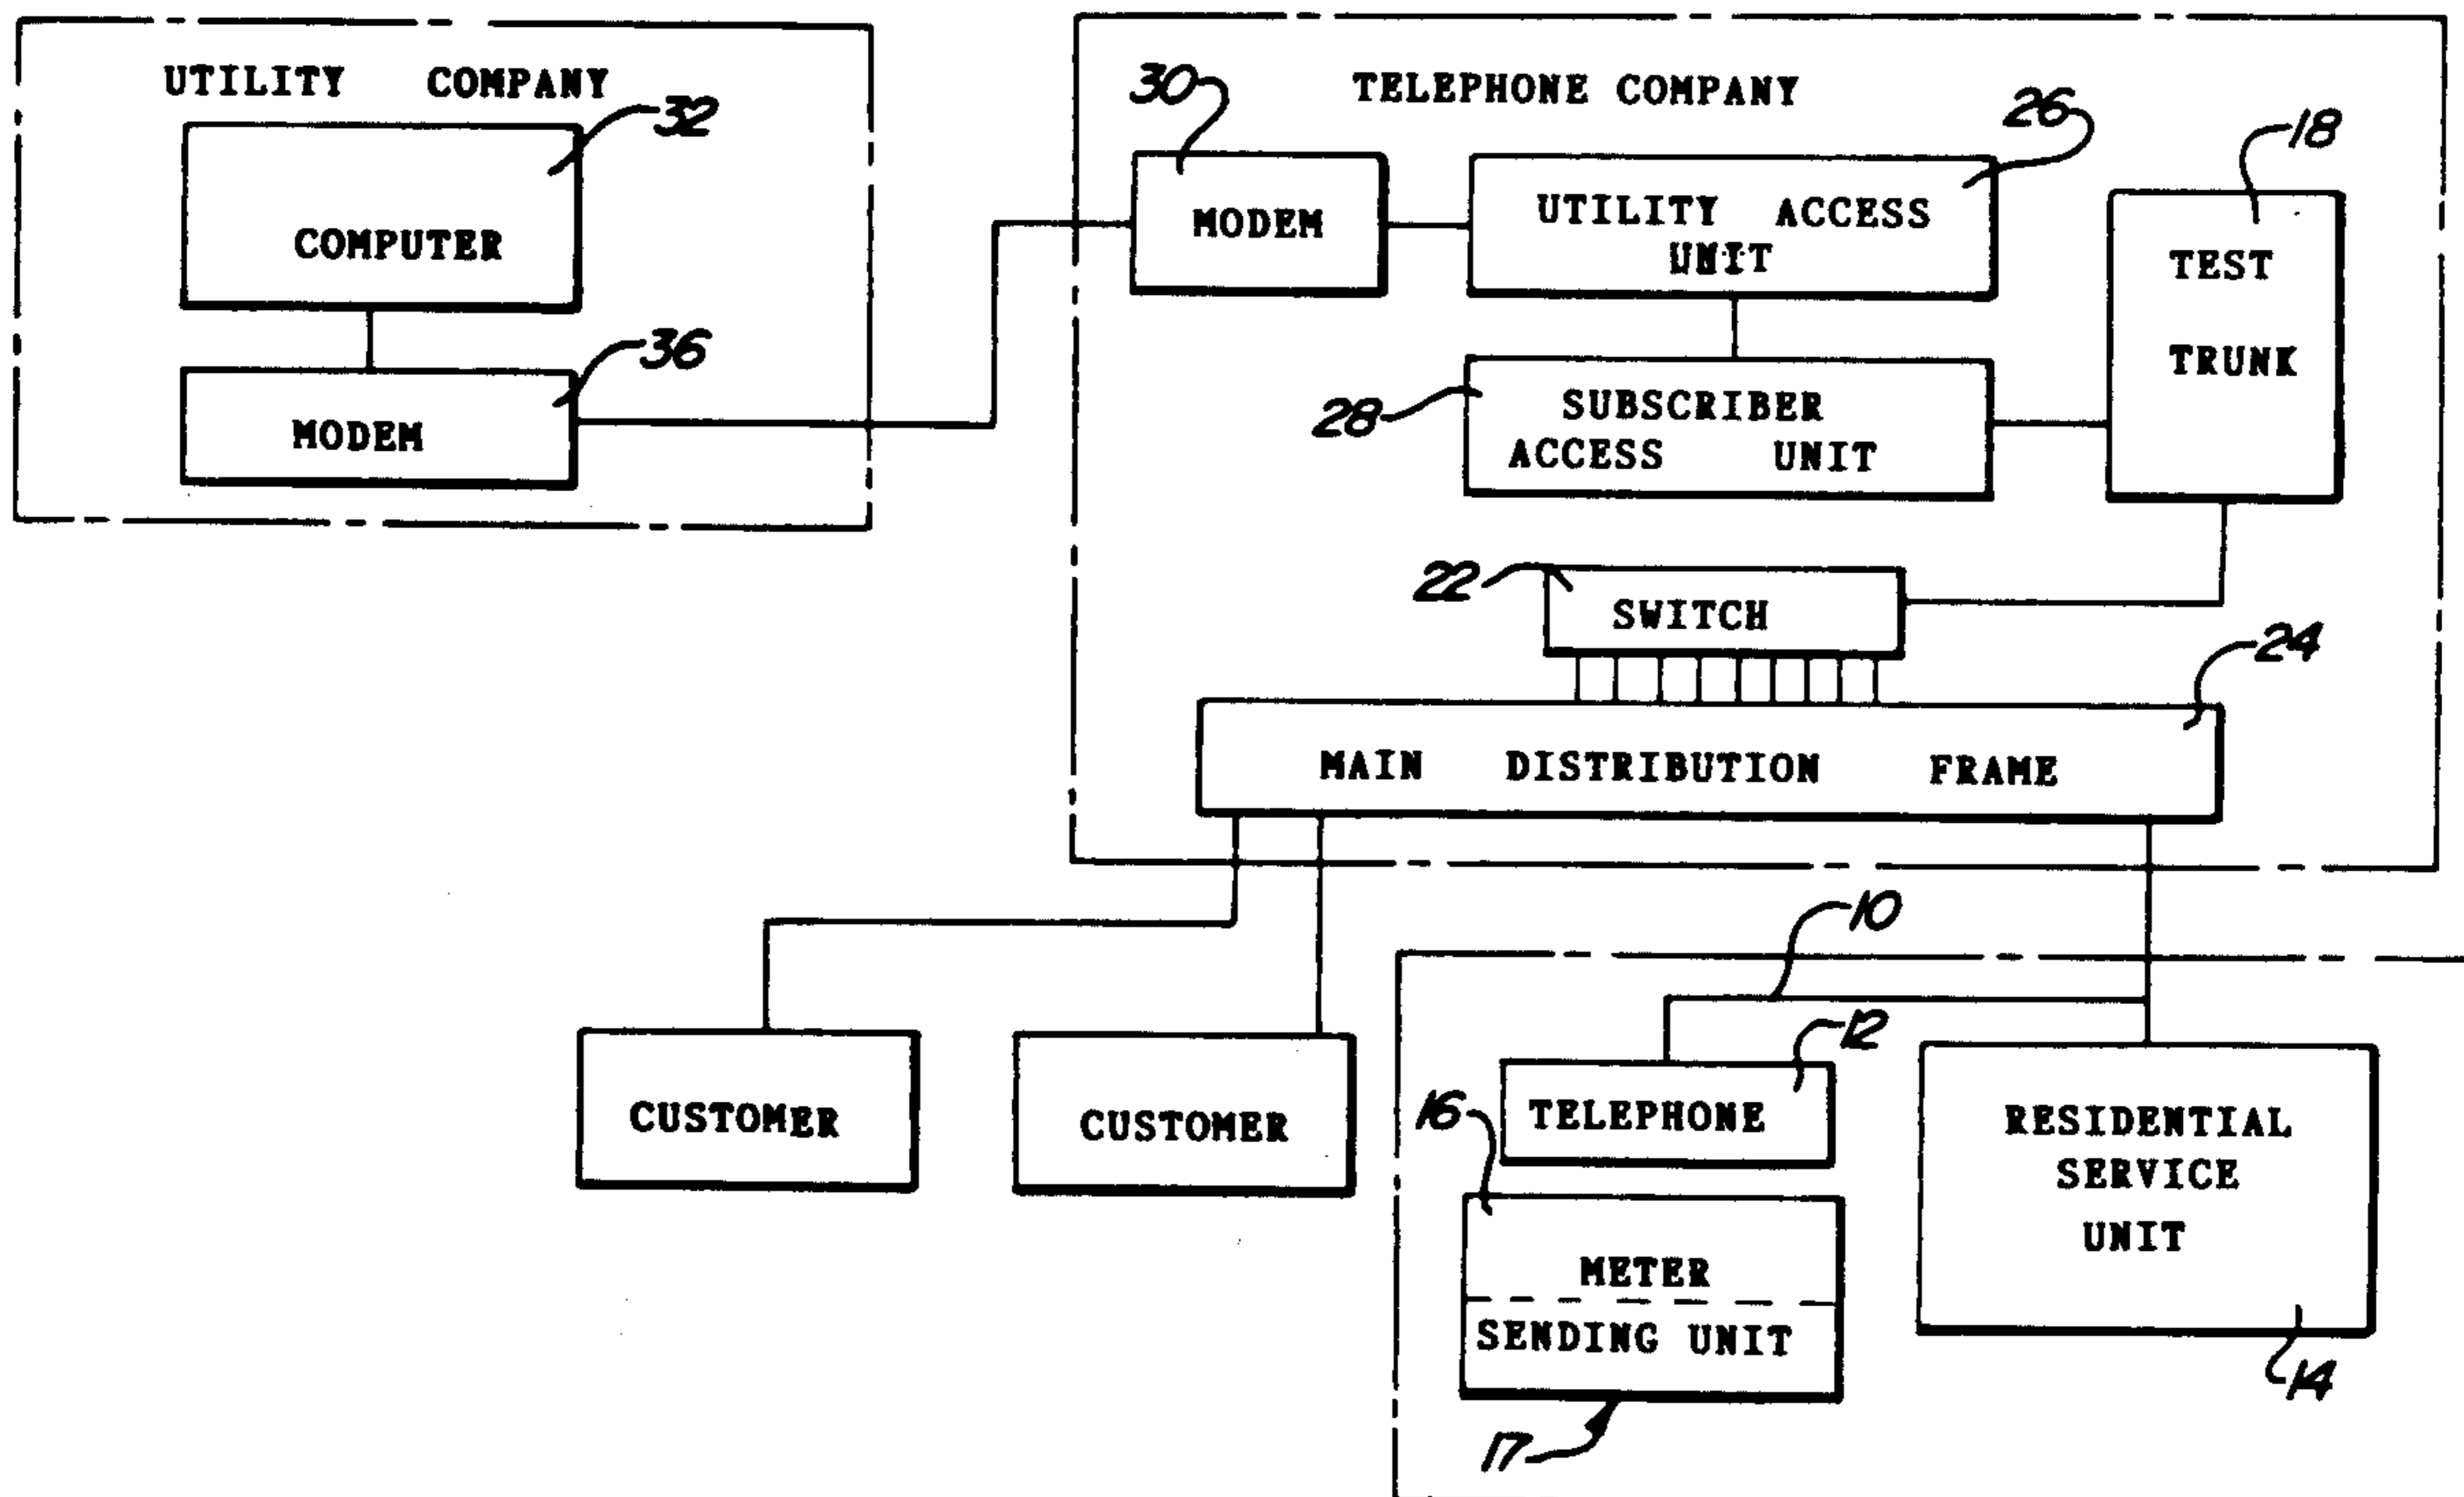 UTILITY COMPANY
32
COMPUTER
36
MODEM
TELEPHONE COMPANY
30
MODEM
26
UTILITY ACCESS
UNIT
18
TEST
TRUNK
28
SUBSCRIBER
ACCESS UNIT
22
SWITCH
24
MAIN DISTRIBUTION FRAME
CUSTOMER
CUSTOMER
10
12
TELEPHONE
16
METER
SENDING UNIT
17
RESIDENTIAL
SERVICE
UNIT
14